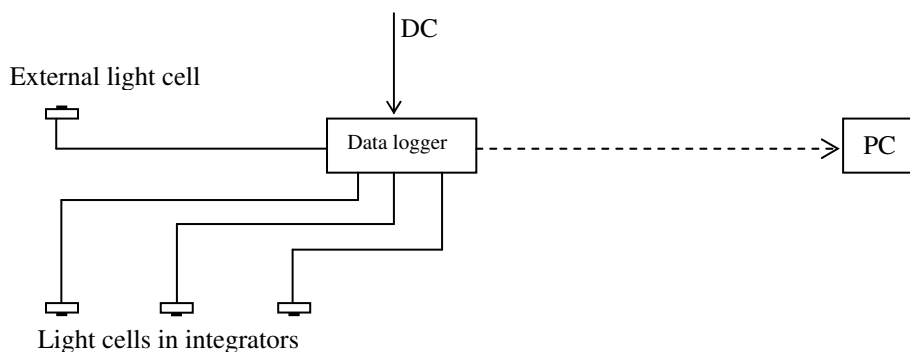 DC
External light cell
Data logger
PC
Light cells in integrators